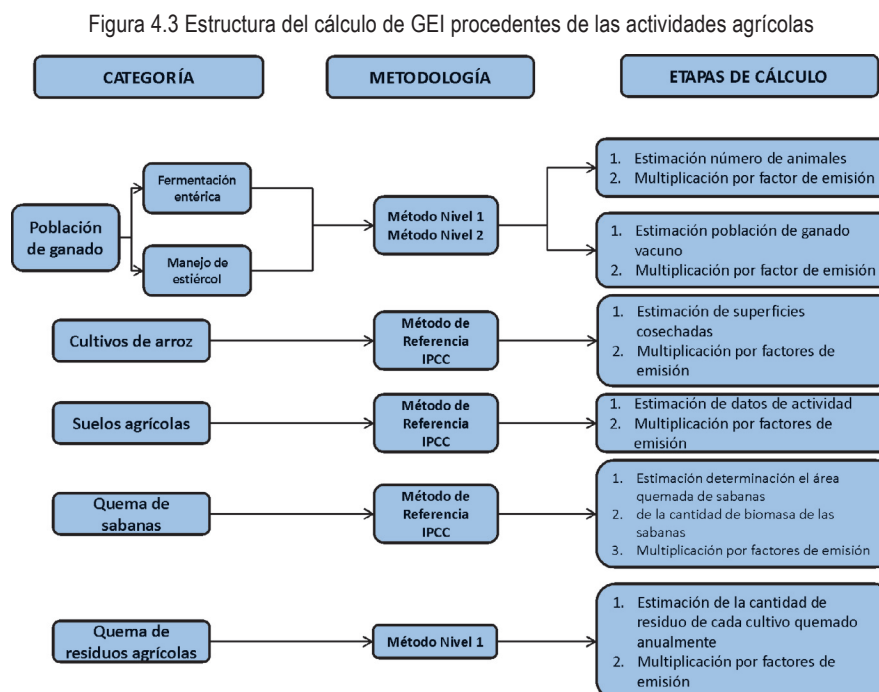 Figura 4.3 Estructura del cálculo de GEI procedentes de las actividades agrícolas
CATEGORÍA
METODOLOGÍA
ETAPAS DE CÁLCULO
Población
de ganado
Fermentación
entérica
Manejo de
estiércol
Método Nivel 1
Método Nivel 2
1. Estimación número de animales
2. Multiplicación por factor de emisión
1. Estimación población de ganado
vacuno
2. Multiplicación por factor de emisión
Cultivos de arroz
Método de
Referencia
IPCC
1. Estimación de superficies
cosechadas
2. Multiplicación por factores de
emisión
Suelos agrícolas
Método de
Referencia
IPCC
1. Estimación de datos de actividad
2. Multiplicación por factores de
emisión
Quema de
sabanas
Método de
Referencia
IPCC
1. Estimación determinación el área
quemada de sabanas
2. de la cantidad de biomasa de las
sabanas
3. Multiplicación por factores de emisión
Quema de
residuos agrícolas
Método Nivel 1
1. Estimación de la cantidad de
residuo de cada cultivo quemado
anualmente
2. Multiplicación por factores de
emisión